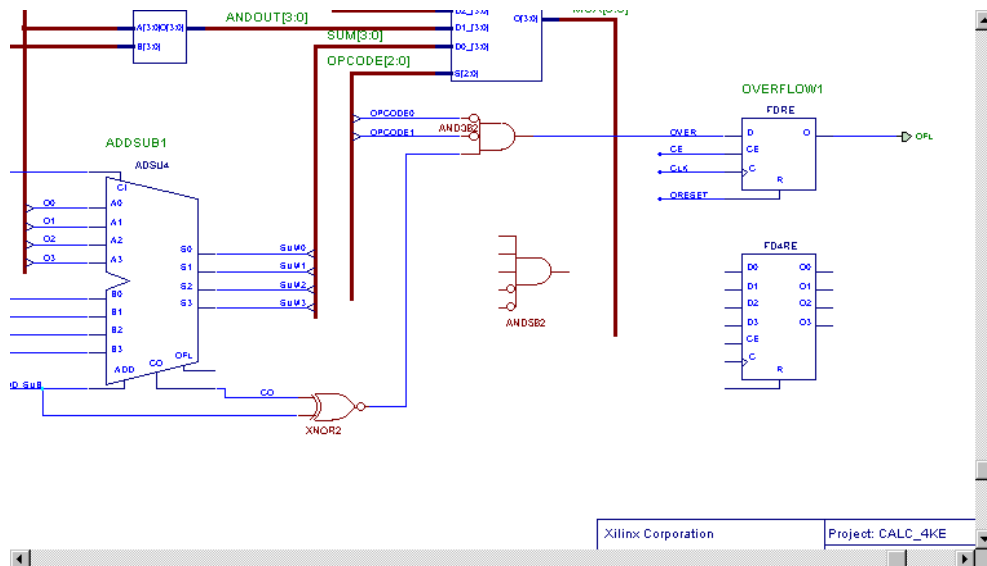 ANDOUT[3:0]
A[3:0]O[3:0]
B[3:0]
SUM[3:0]
OPCODE[2:0]
D1_[3:0]
D0_[3:0]
S[2:0]
O[3:0]
OPCODE0
OPCODE1
AND3B2
OVERFLOW1
FDRE
OVER
CE
CLK
ORESET
D
CE
C
R
OFL
ADDSUB1
ADSU4
CI
O0
O1
O2
O3
A0
A1
A2
A3
B0
B1
B2
B3
S0
S1
S2
S3
SUM0
SUM1
SUM2
SUM3
ADD
CO
OFL
CO
XNOR2
AND5B2
FD4RE
D0
D1
D2
D3
CE
C
R
O0
O1
O2
O3
Xilinx Corporation
Project: CALC_4KE